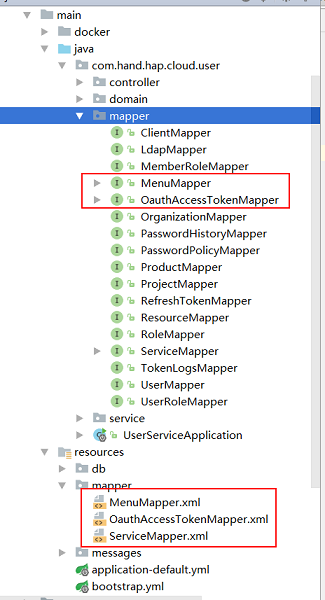 main
docker
java
com.hand.hap.cloud.user
controller
domain
mapper
ClientMapper
LdapMapper
MemberRoleMapper
MenuMapper
OauthAccessTokenMapper
OrganizationMapper
PasswordHistoryMapper
PasswordPolicyMapper
ProductMapper
ProjectMapper
RefreshTokenMapper
ResourceMapper
RoleMapper
ServiceMapper
TokenLogsMapper
UserMapper
UserRoleMapper
service
UserServiceApplication
resources
db
mapper
MenuMapper.xml
OauthAccessTokenMapper.xml
ServiceMapper.xml
messages
application-default.yml
bootstrap.yml